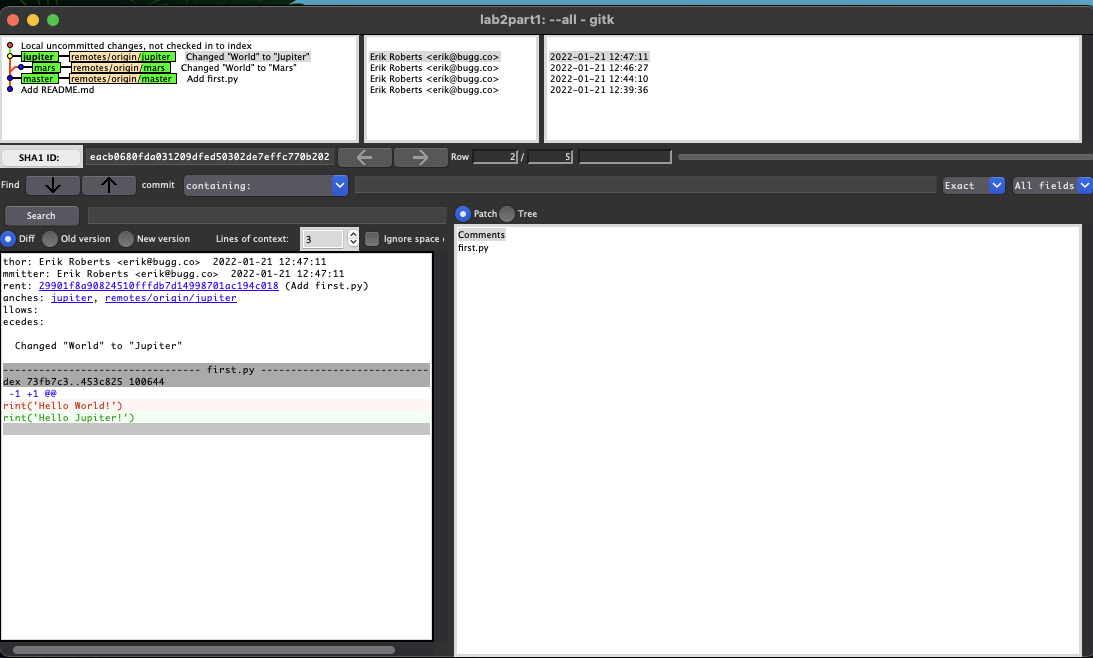 lab2part1: --all - gitk
Local uncommitted changes, not checked in to index
jupiter remotes/origin/jupiter Changed "World" to "Jupiter" Erik Roberts <erik@bugg.co> 2022-01-21 12:47:11
mars remotes/origin/mars Changed "World" to "Mars" Erik Roberts <erik@bugg.co> 2022-01-21 12:46:27
master remotes/origin/master Add first.py Erik Roberts <erik@bugg.co> 2022-01-21 12:44:10
Add README.md Erik Roberts <erik@bugg.co> 2022-01-21 12:39:36
SHA1 ID: eacb0680fda031209dfed50302de7effc770b202 Row 2 / 5
Find commit containing: Exact All fields
Search Patch Tree
Diff Old version New version Lines of context: 3 Ignore space
Comments
first.py
thor: Erik Roberts <erik@bugg.co> 2022-01-21 12:47:11
mmitter: Erik Roberts <erik@bugg.co> 2022-01-21 12:47:11
rent: 29901f8a90824510fffdb7d14998701ac194c018 (Add first.py)
anches: jupiter, remotes/origin/jupiter
llows:
ecedes:
Changed "World" to "Jupiter"
--------------------------------- first.py ----------------------------
dex 73fb7c3..453c825 100644
-1 +1 @@
rint('Hello World!')
rint('Hello Jupiter!')